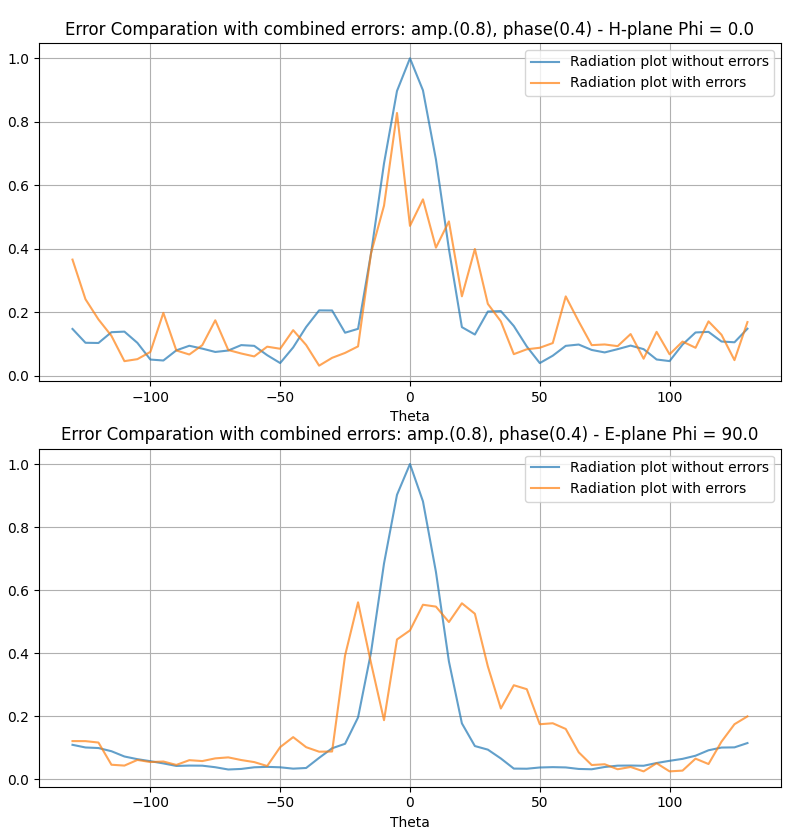 Error Comparation with combined errors: amp.(0.8), phase(0.4) - H-plane Phi = 0.0
Radiation plot without errors
Radiation plot with errors
1.0
0.8
0.6
0.4
0.2
0.0
−100 −50 0 50 100
Theta
Error Comparation with combined errors: amp.(0.8), phase(0.4) - E-plane Phi = 90.0
Radiation plot without errors
Radiation plot with errors
1.0
0.8
0.6
0.4
0.2
0.0
−100 −50 0 50 100
Theta